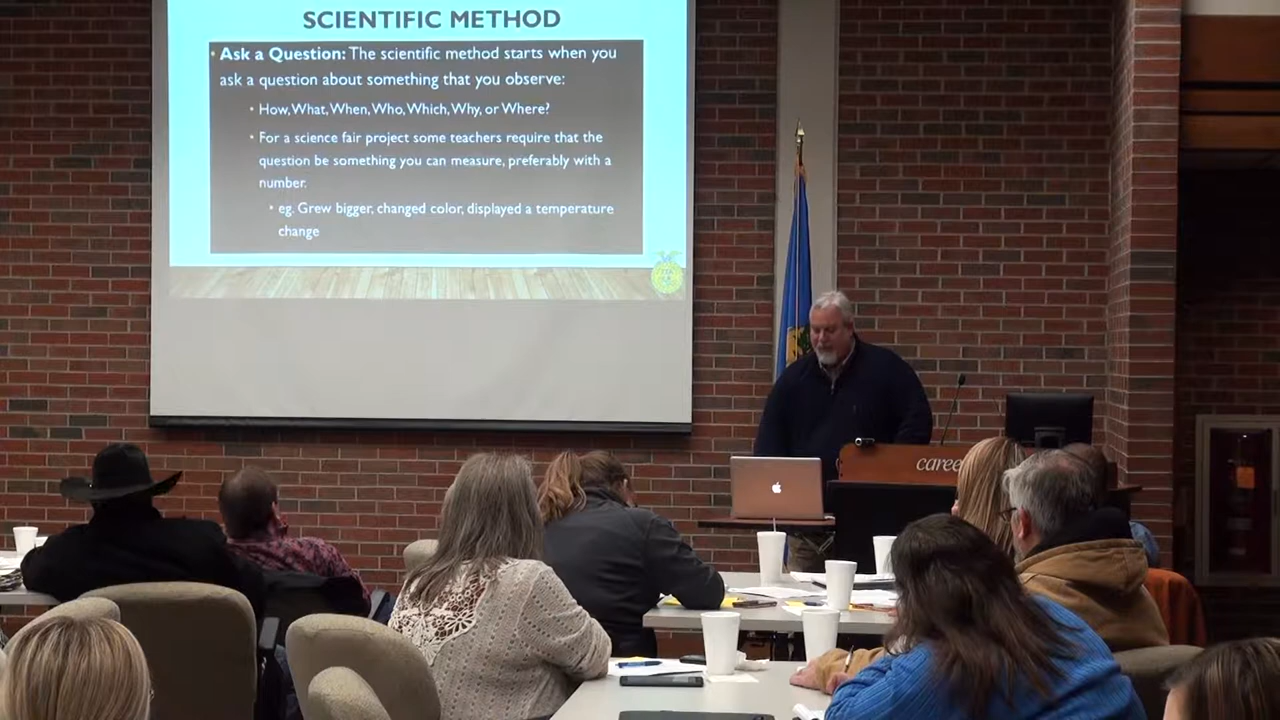 SCIENTIFIC METHOD
• Ask a Question: The scientific method starts when you
ask a question about something that you observe:
• How, What, When, Who, Which, Why, or Where?
• For a science fair project some teachers require that the
question be something you can measure, preferably with a
number.
• eg. Grew bigger, changed color, displayed a temperature
change
caree